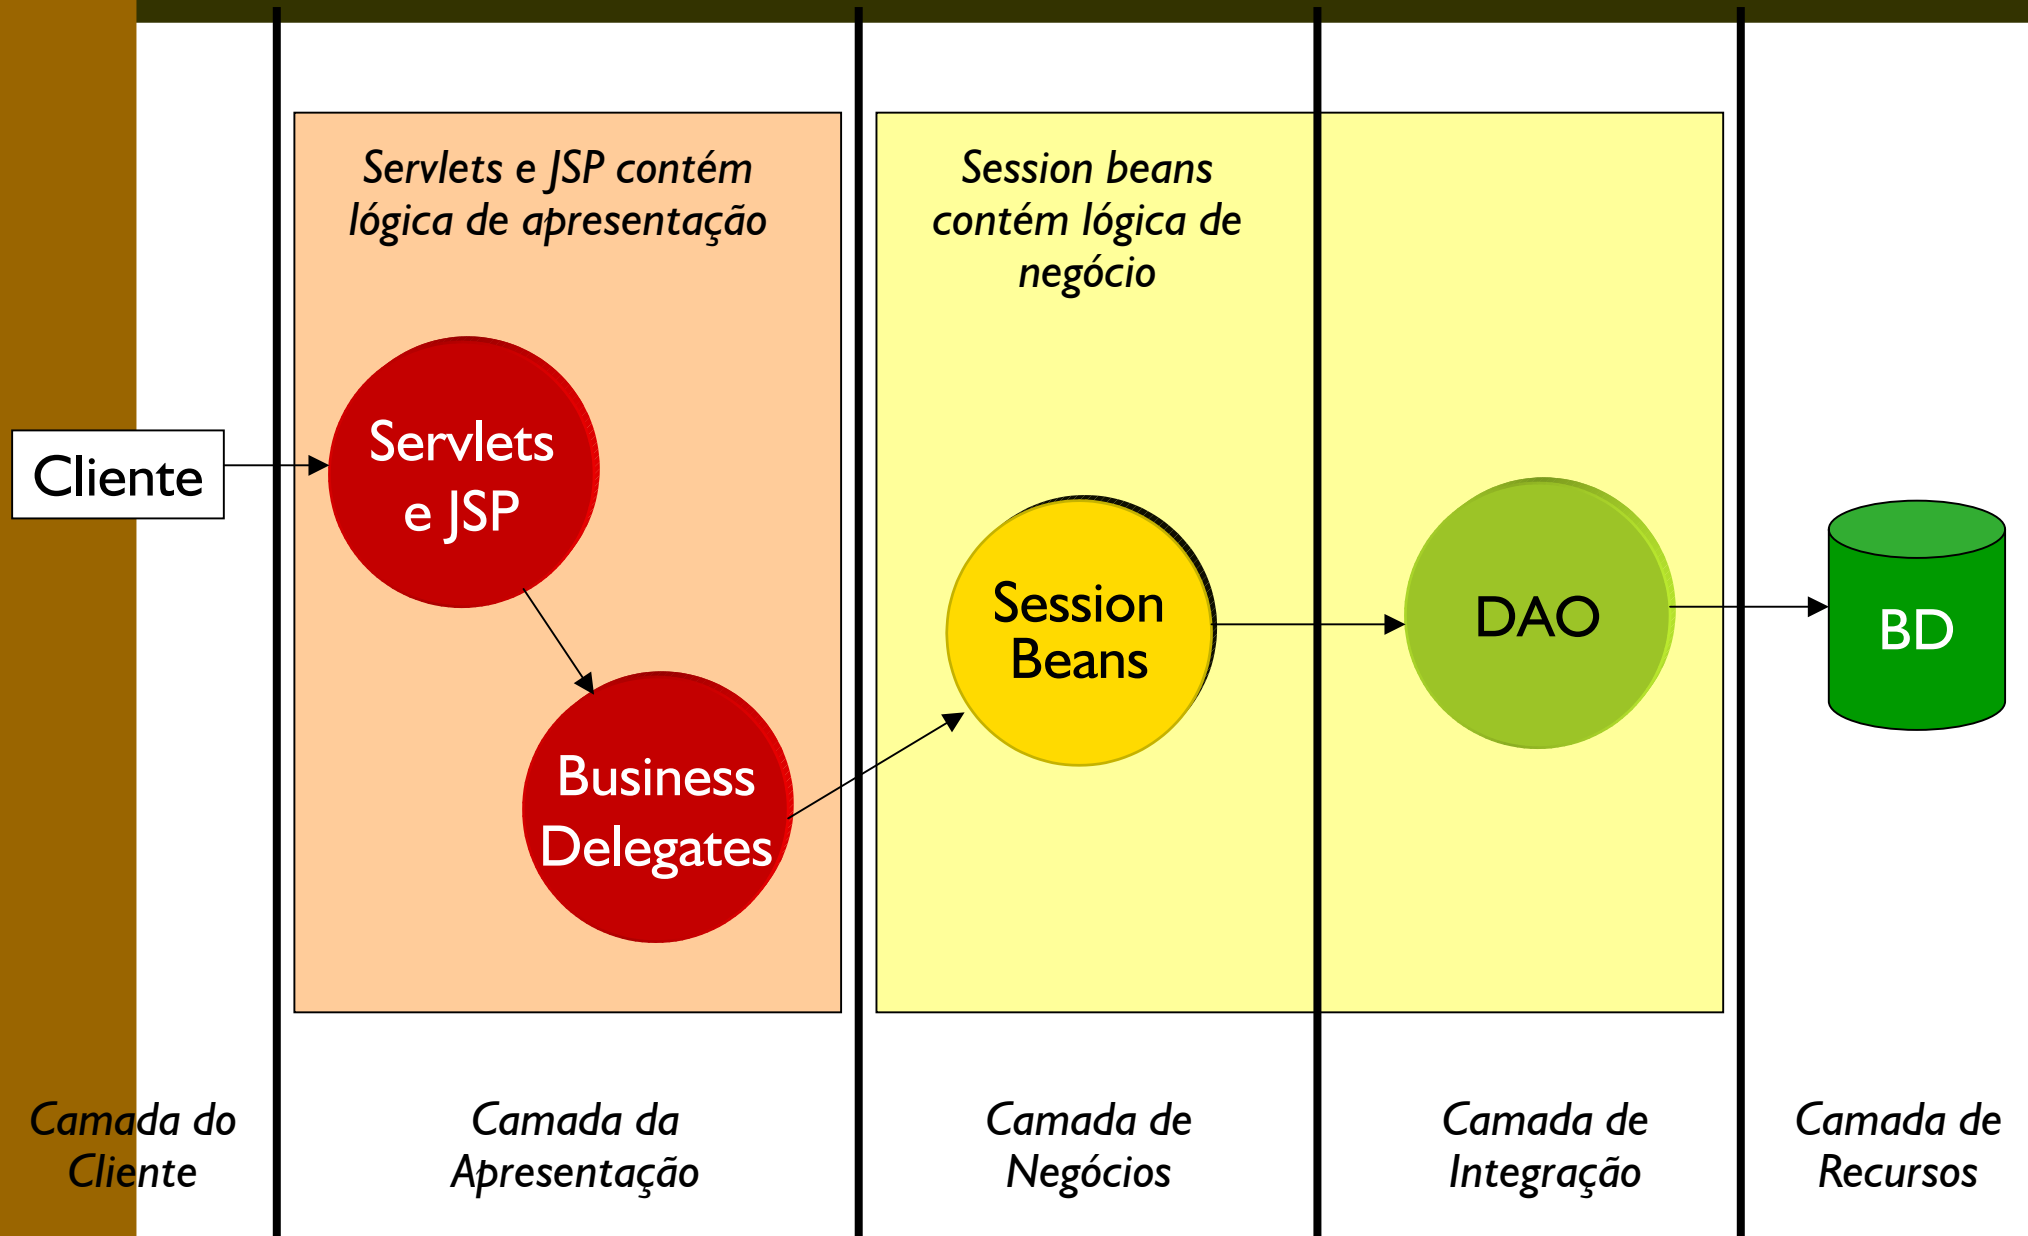 Servlets e JSP contém
lógica de apresentação
Session beans
contém lógica de
negócio
Cliente
Servlets
e JSP
Business
Delegates
Session
Beans
DAO
BD
Camada do
Cliente
Camada da
Apresentação
Camada de
Negócios
Camada de
Integração
Camada de
Recursos